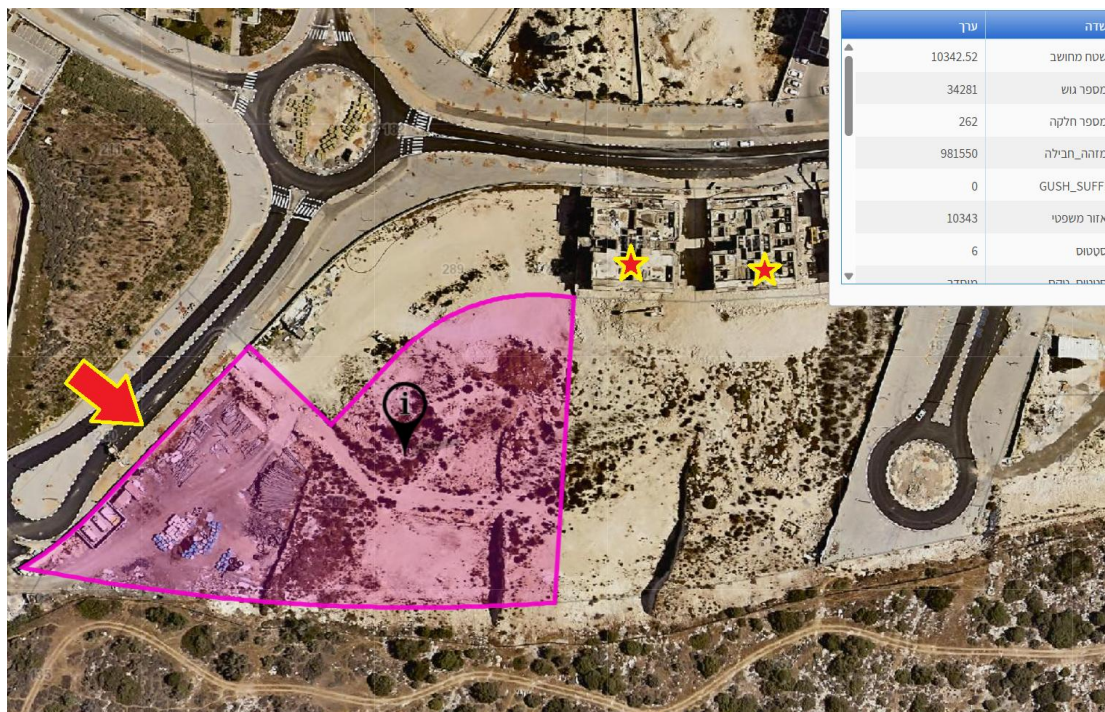 שדה ערך
שטח מחושב 10342.52
מספר גוש 34281
מספר חלקה 262
מזהה_חבילה 981550
GUSH_SUFF 0
אזור משפטי 10343
סטטוס 6
289
i